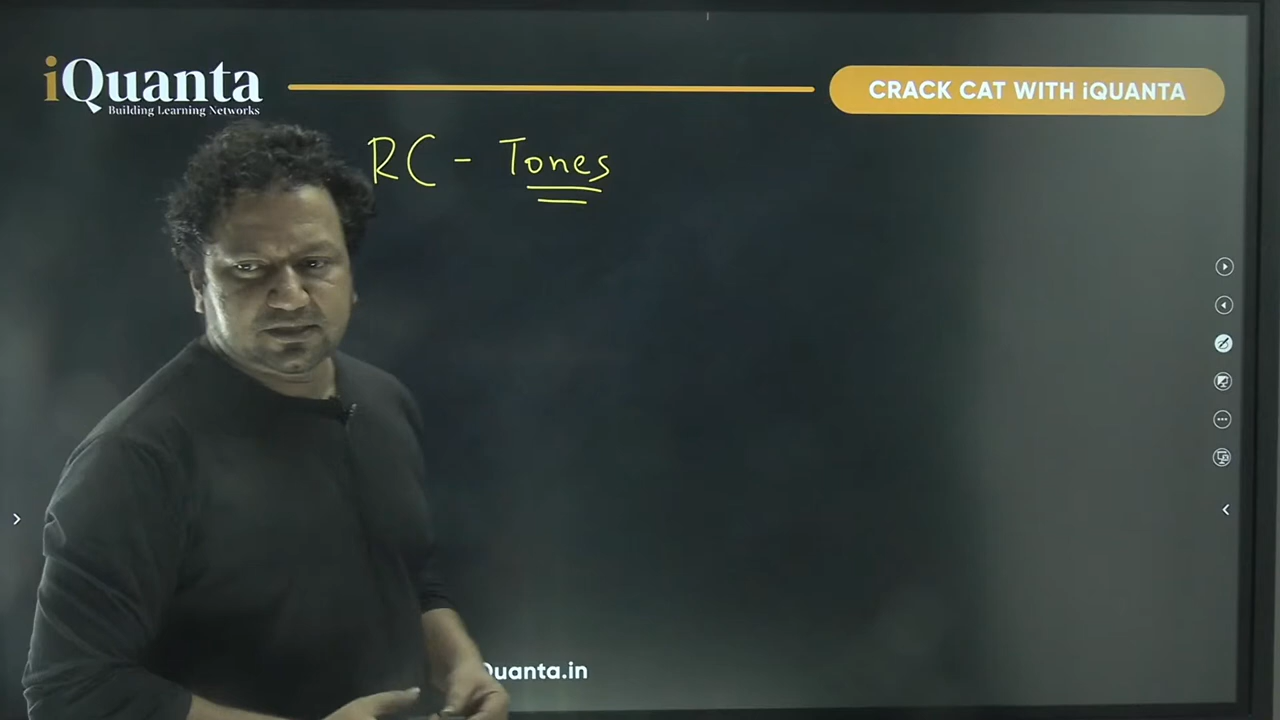 iQuanta
Building Learning Networks
CRACK CAT WITH iQUANTA
RC - Tones
Quanta.in